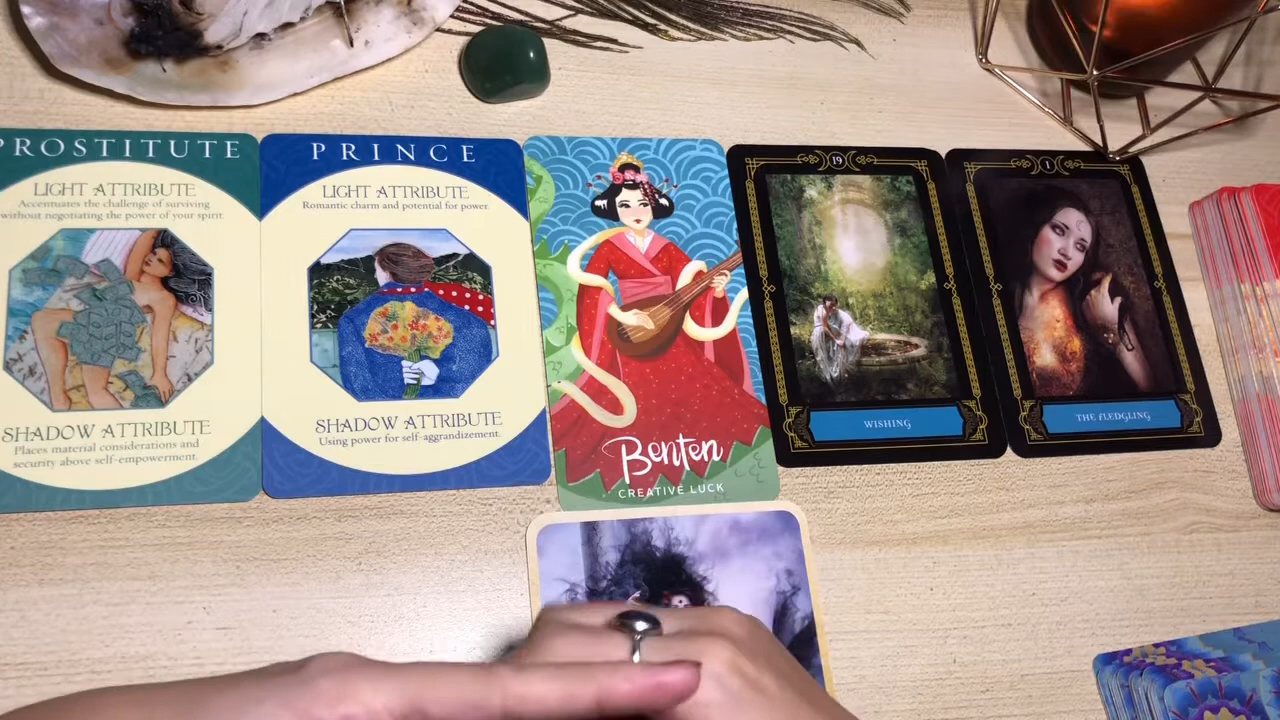 PROSTITUTE
LIGHT ATTRIBUTE
Accentuates the challenge of surviving
without negotiating the power of your spirit
SHADOW ATTRIBUTE
Places material considerations and
security above self-empowerment.
PRINCE
LIGHT ATTRIBUTE
Romantic charm and potential for power
SHADOW ATTRIBUTE
Using power for self-aggrandizement.
Benten
CREATIVE LUCK
19
WISHING
1
THE FLEDGLING